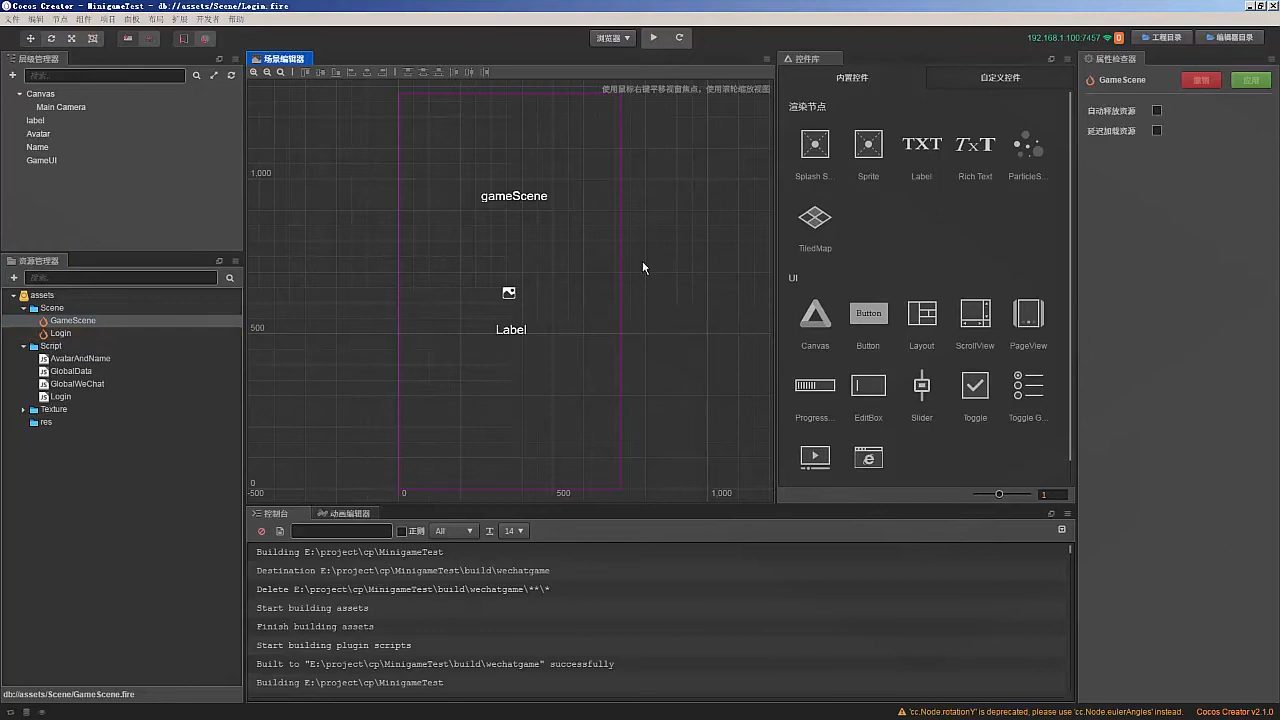 Cocos Creator - MinigameTest - db://assets/Scene/Login.fire
文件 编辑 节点 组件 项目 面板 布局 扩展 开发者 帮助
浏览器
192.168.1.100:7457
0
工程目录
编辑器目录
层级管理器
搜索...
Canvas
Main Camera
label
Avatar
Name
GameUI
资源管理器
搜索...
assets
Scene
GameScene
Login
Script
AvatarAndName
GlobalData
GlobalWeChat
Login
Texture
res
db://assets/Scene/GameScene.fire
场景编辑器
使用鼠标右键平移视窗焦点，使用滚轮缩放视图
1,000
500
0
-500
0
500
1,000
gameScene
Label
控件库
内置控件
自定义控件
渲染节点
Splash S...
Sprite
TXT
Label
TxT
Rich Text
ParticleS...
TiledMap
UI
Canvas
Button
Button
Layout
ScrollView
PageView
Progress...
EditBox
Slider
Toggle
Toggle G...
1
属性检查器
GameScene
应用
自动释放资源
延迟加载资源
控制台
动画编辑器
正则
All
14
Building E:\project\cp\MinigameTest
Destination E:\project\cp\MinigameTest\build\wechatgame
Delete E:\project\cp\MinigameTest\build\wechatgame\**\*
Start building assets
Finish building assets
Start building plugin scripts
Built to "E:\project\cp\MinigameTest\build\wechatgame" successfully
Building E:\project\cp\MinigameTest
'cc.Node.rotationY' is deprecated, please use 'cc.Node.eulerAngles' instead.
Cocos Creator v2.1.0